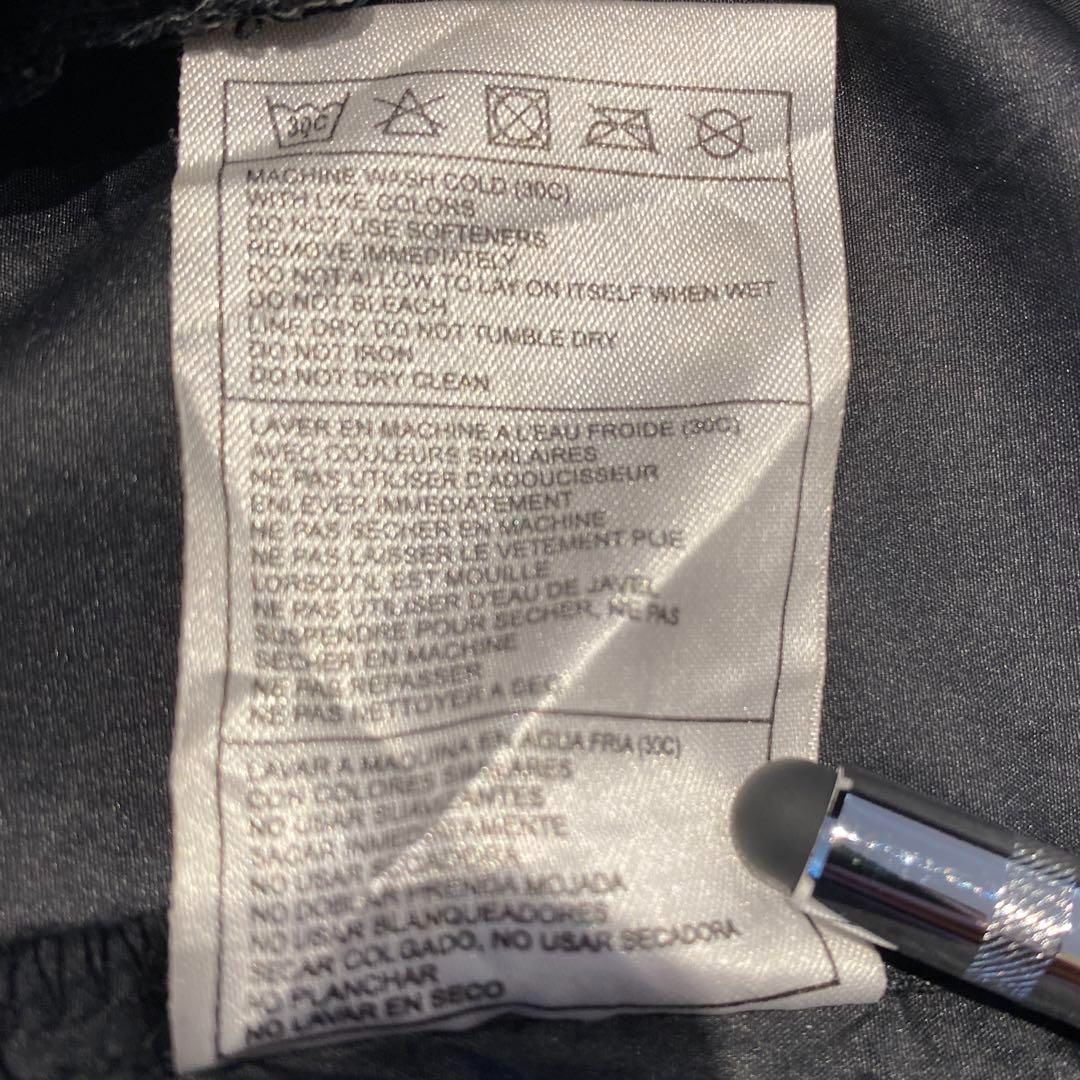 30C
MACHINE WASH COLD (30C)
WITH LIKE COLORS
DO NOT USE SOFTENERS
REMOVE IMMEDIATELY
DO NOT ALLOW TO LAY ON ITSELF WHEN WET
DO NOT BLEACH
LINE DRY, DO NOT TUMBLE DRY
DO NOT IRON
DO NOT DRY CLEAN
LAVER EN MACHINE A L'EAU FROIDE (30C)
AVEC COULEURS SIMILAIRES
NE PAS UTILISER D'ADOUCISSEUR
ENLEVER IMMEDIATEMENT
NE PAS SECHER EN MACHINE
NE PAS LAISSER LE VETEMENT PLIE
LORSQU'IL EST MOUILLE
NE PAS UTILISER D'EAU DE JAVEL
SUSPENDRE POUR SECHER, NE PAS
SECHER EN MACHINE
NE PAS REPASSER
NE PAS NETTOYER A SEC
LAVAR A MAQUINA EN AGUA FRIA (30C)
CON COLORES SIMILARES
NO USAR
SACAR
NO USAR SECADORA
NO DOBLAR PRENDA MOJADA
NO USAR BLANQUEADORES
SECAR COLGADO, NO USAR SECADORA
NO PLANCHAR
NO LAVAR EN SECO